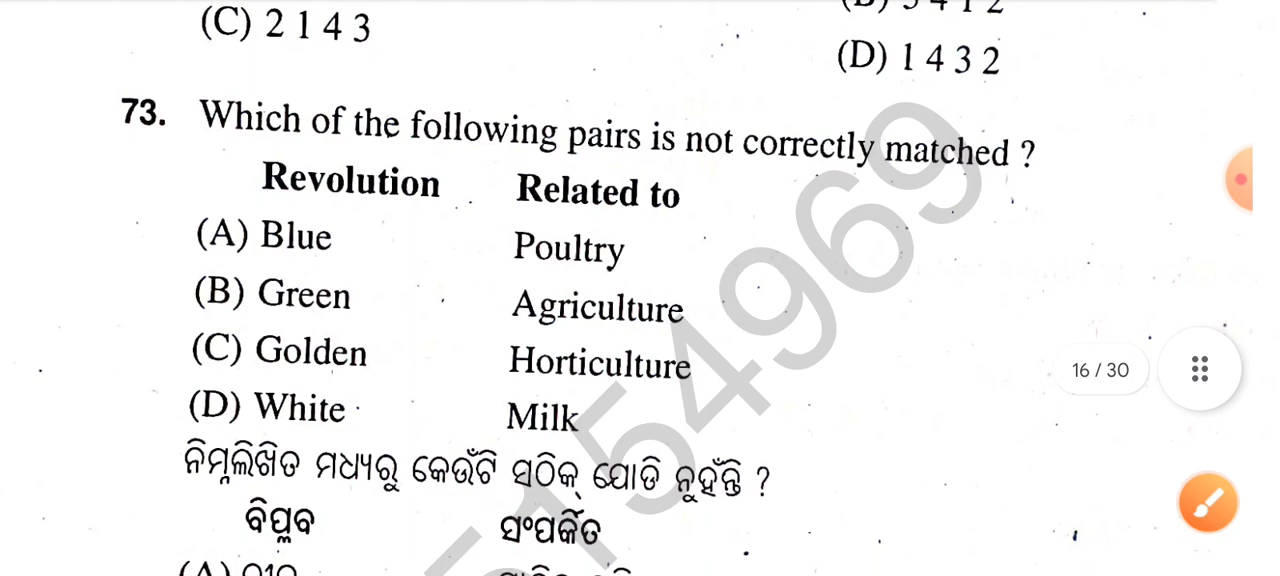 (C) 2 1 4 3
(D) 1 4 3 2
73. Which of the following pairs is not correctly matched ?
Revolution Related to
(A) Blue Poultry
(B) Green Agriculture
(C) Golden Horticulture
(D) White Milk
ନିମ୍ନଲିଖିତ ମଧ୍ୟରୁ କେଉଁଟି ସଠିକ୍ ଯୋଡି ନୁହଁନ୍ତି ?
ବିପ୍ଳବ ସଂପର୍କିତ
16 / 30
5154969